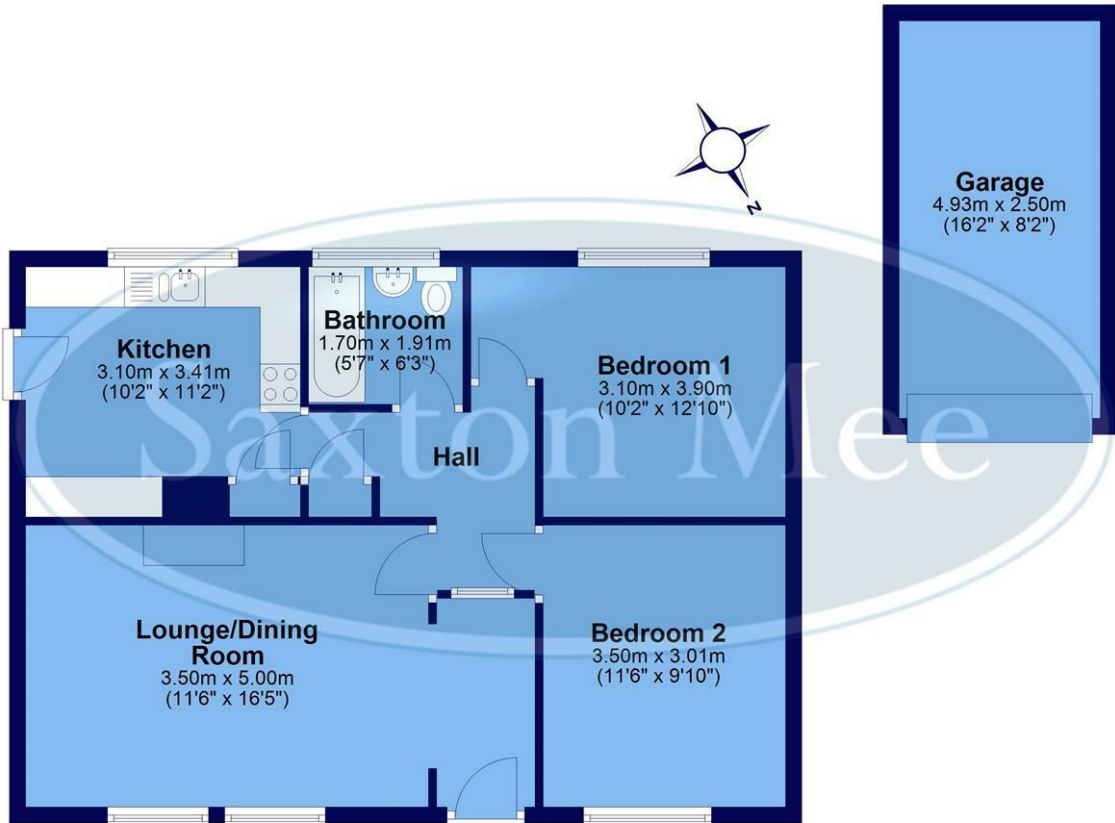 Garage
4.93m x 2.50m
(16'2" x 8'2")
N
Kitchen
3.10m x 3.41m
(10'2" x 11'2")
Bathroom
1.70m x 1.91m
(5'7" x 6'3")
Bedroom 1
3.10m x 3.90m
(10'2" x 12'10")
Saxton Mee
Hall
Lounge/Dining
Room
3.50m x 5.00m
(11'6" x 16'5")
Bedroom 2
3.50m x 3.01m
(11'6" x 9'10")